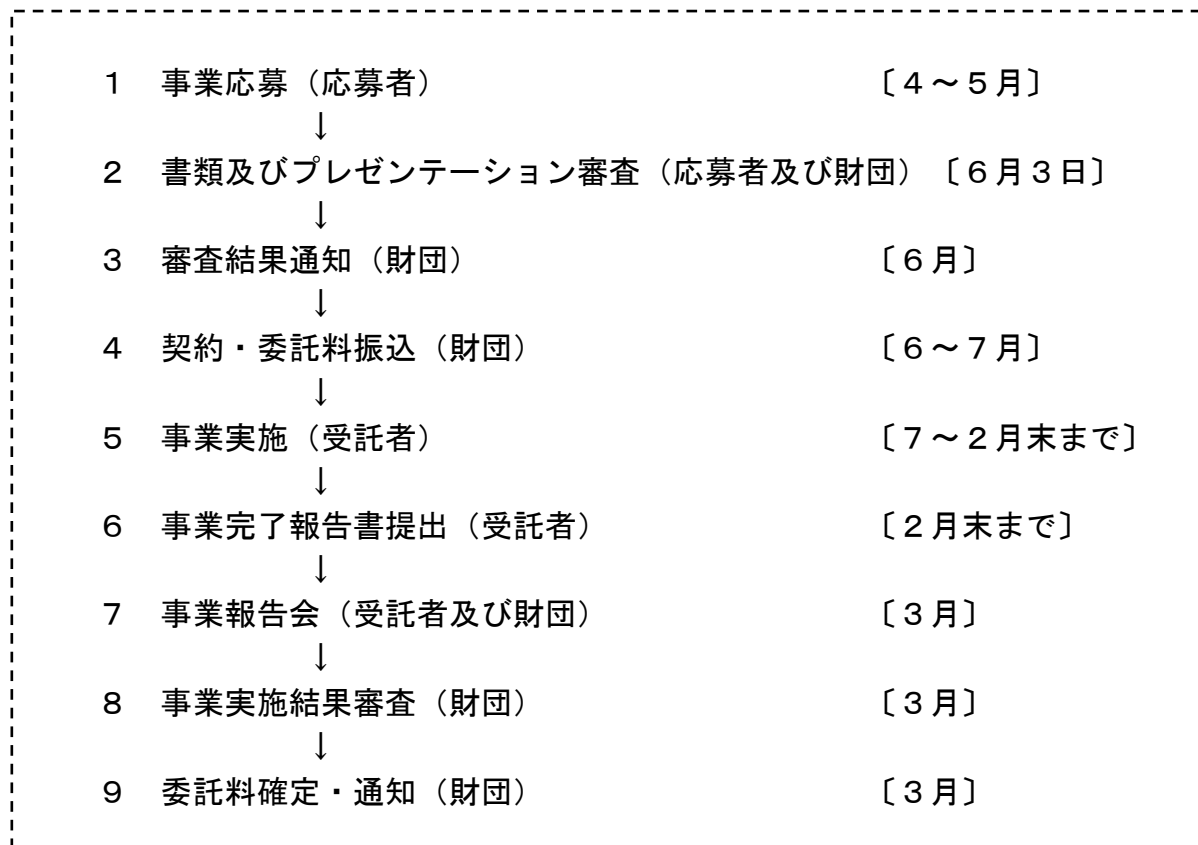 1 事業応募（応募者） 〔４～５月〕
↓
２ 書類及びプレゼンテーション審査（応募者及び財団）〔６月３日〕
↓
３ 審査結果通知（財団） 〔６月〕
↓
４ 契約・委託料振込（財団） 〔６～７月〕
↓
５ 事業実施（受託者） 〔７～２月末まで〕
↓
６ 事業完了報告書提出（受託者） 〔２月末まで〕
↓
７ 事業報告会（受託者及び財団） 〔３月〕
↓
８ 事業実施結果審査（財団） 〔３月〕
↓
９ 委託料確定・通知（財団） 〔３月〕